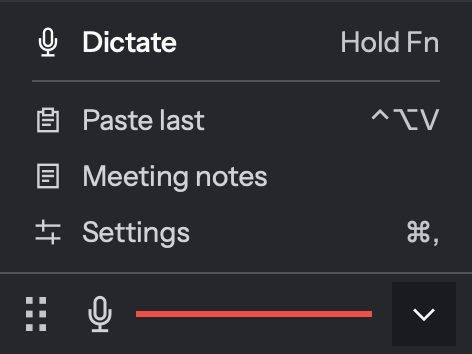 Dictate Hold Fn
Paste last ⌃⌥V
Meeting notes
Settings ⌘,